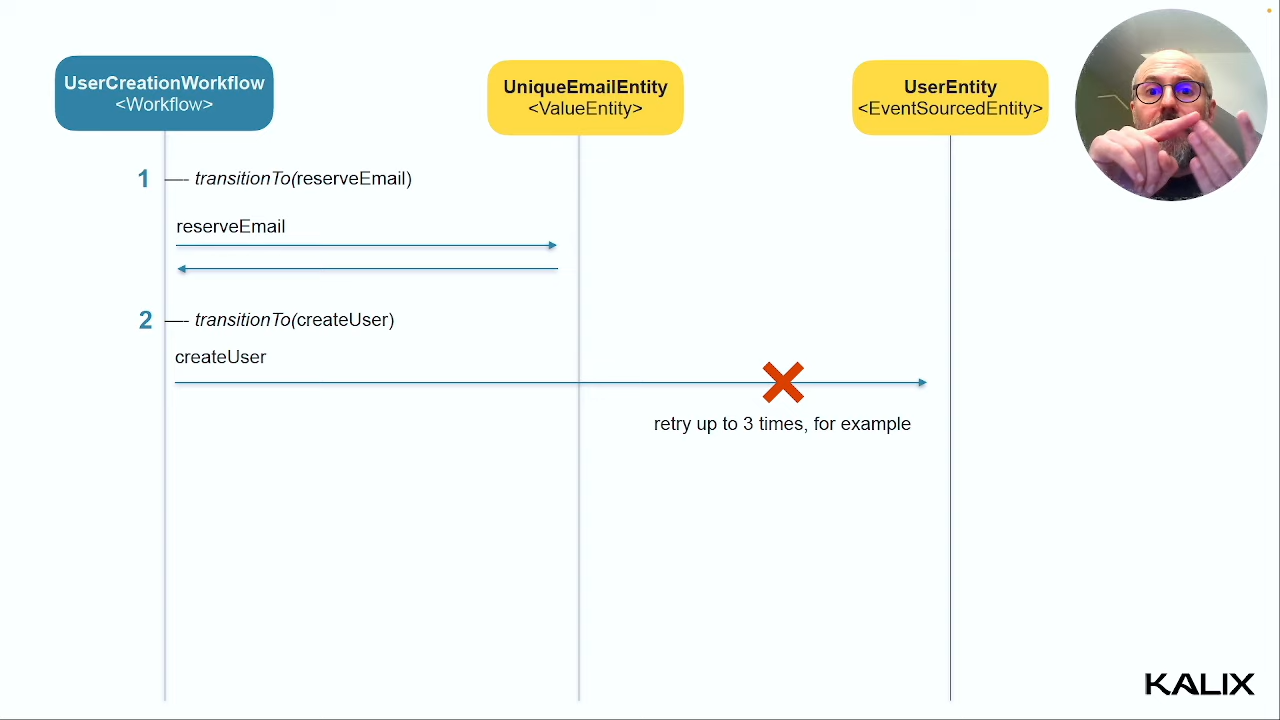 UserCreationWorkflow
<Workflow>
UniqueEmailEntity
<ValueEntity>
UserEntity
<EventSourcedEntity>
1 transitionTo(reserveEmail)
reserveEmail
2 transitionTo(createUser)
createUser
retry up to 3 times, for example
KALIX